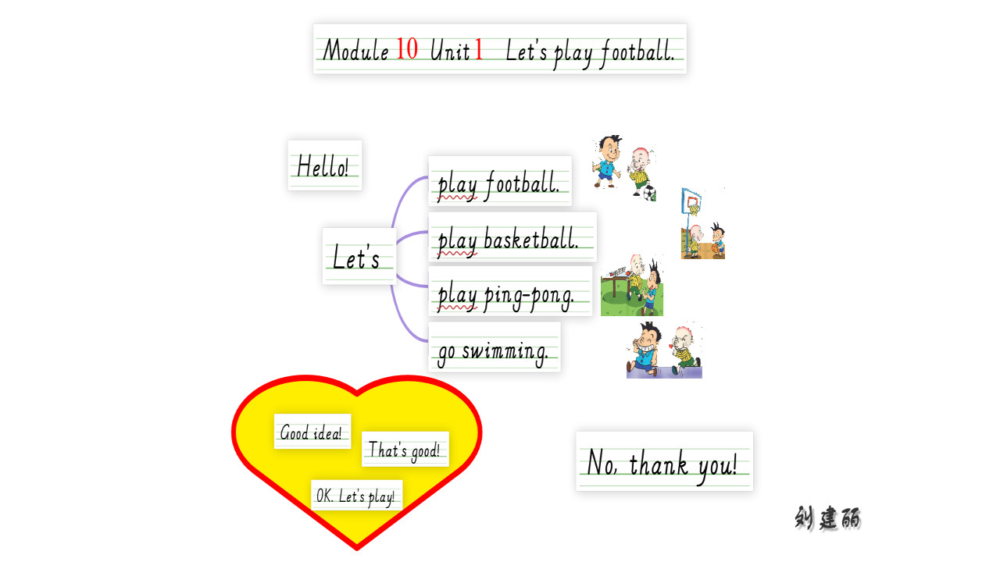 Module 10 Unit 1 Let's play football.
Hello!
Let's
play football.
play basketball.
play ping-pong.
go swimming.
Good idea!
That's good!
OK. Let's play!
No, thank you!
刘建丽